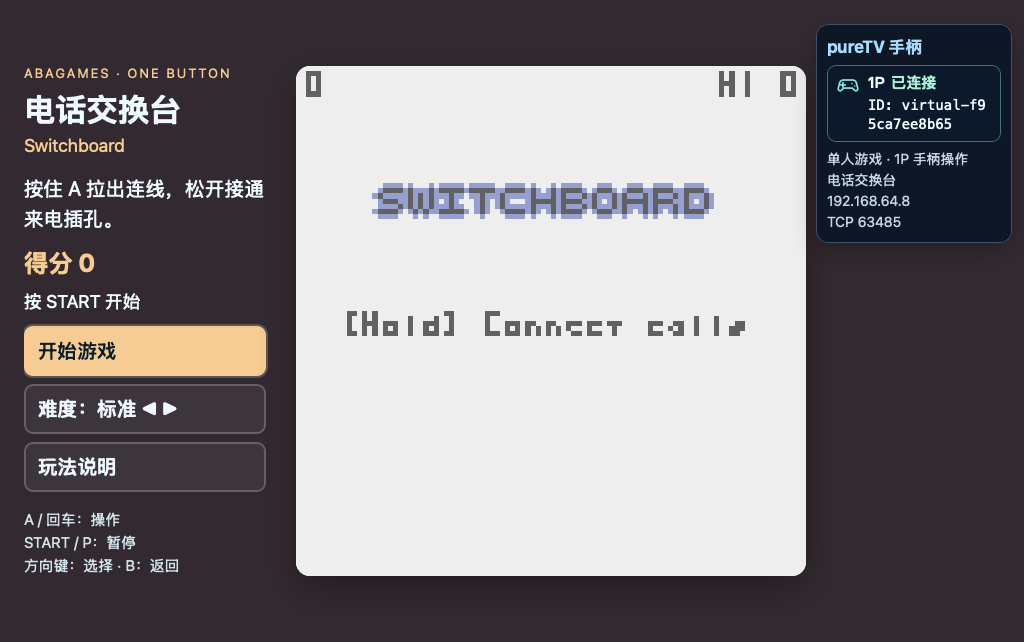 ABAGAMES · ONE BUTTON
电话交换台
Switchboard
按住 A 拉出连线，松开接通
来电插孔。
得分 0
按 START 开始
开始游戏
难度：标准 ◀ ▶
玩法说明
A / 回车：操作
START / P：暂停
方向键：选择 · B：返回
0
HI 0
SWITCHBOARD
[Hold] Connect calls
pureTV 手柄
1P 已连接
ID: virtual-f9
5ca7ee8b65
单人游戏 · 1P 手柄操作
电话交换台
192.168.64.8
TCP 63485